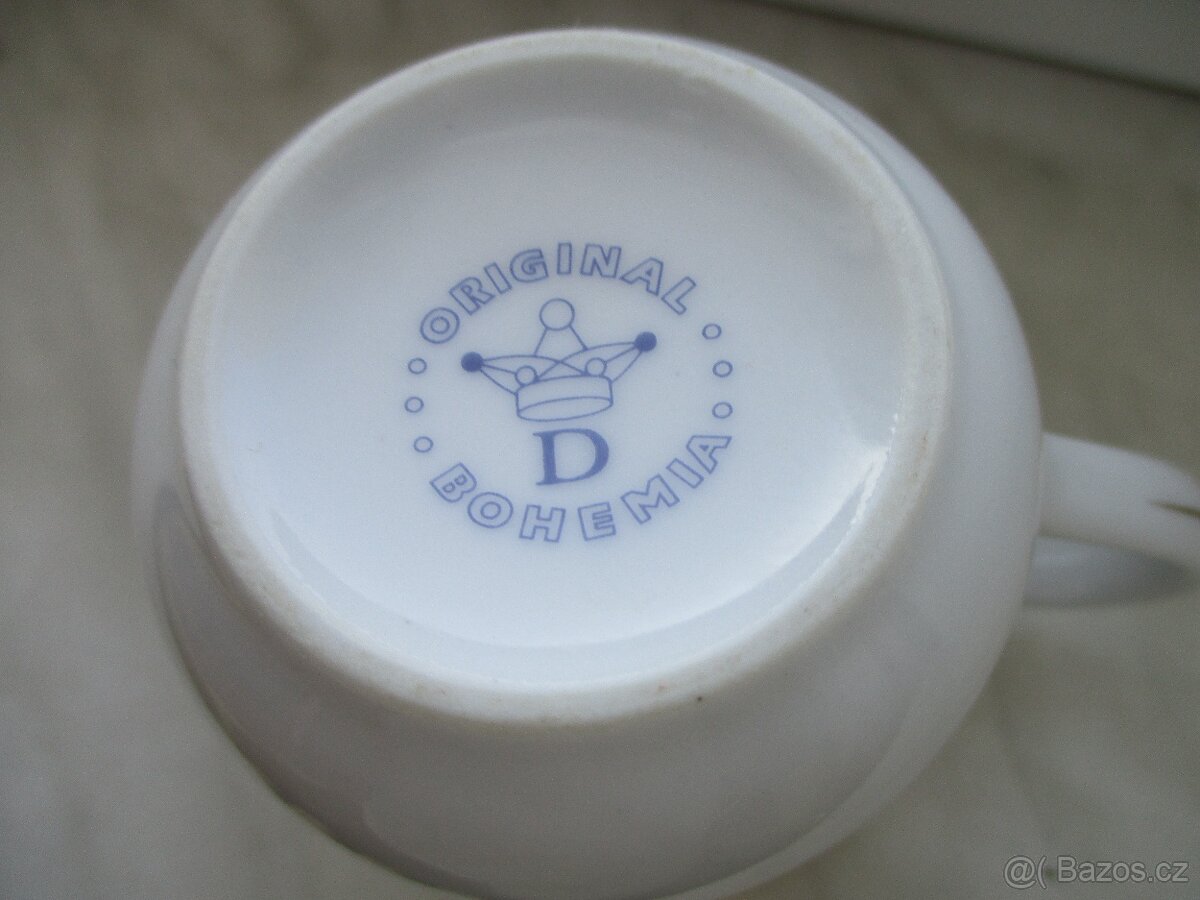 ORIGINAL
D
BOHEMIA
@( Bazos.cz